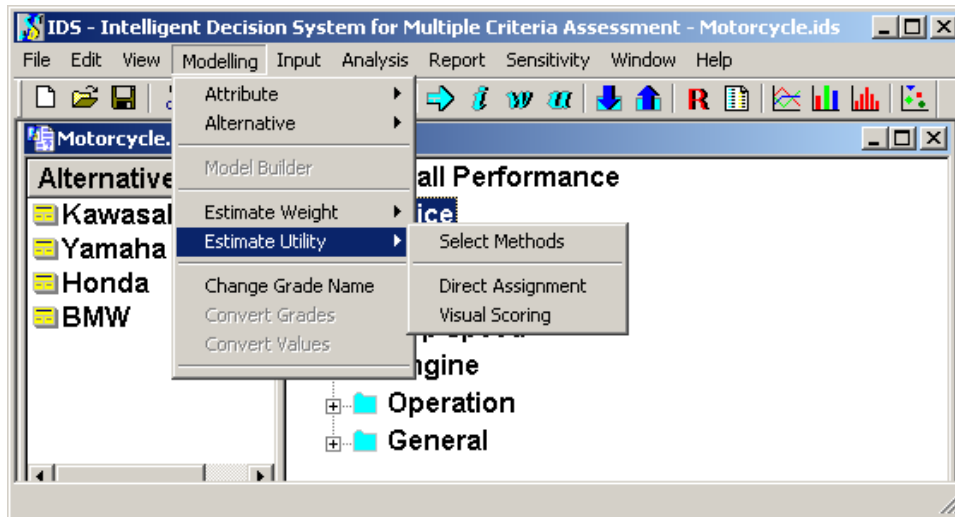 IDS - Intelligent Decision System for Multiple Criteria Assessment - Motorcycle.ids
File Edit View Modelling Input Analysis Report Sensitivity Window Help
i w u R
Motorcycle.
Attribute
Alternative
Model Builder
Estimate Weight
Estimate Utility
Change Grade Name
Convert Grades
Convert Values
Select Methods
Direct Assignment
Visual Scoring
Alternative
Kawasa
Yamaha
Honda
BMW
all Performance
ice
ngine
Operation
General